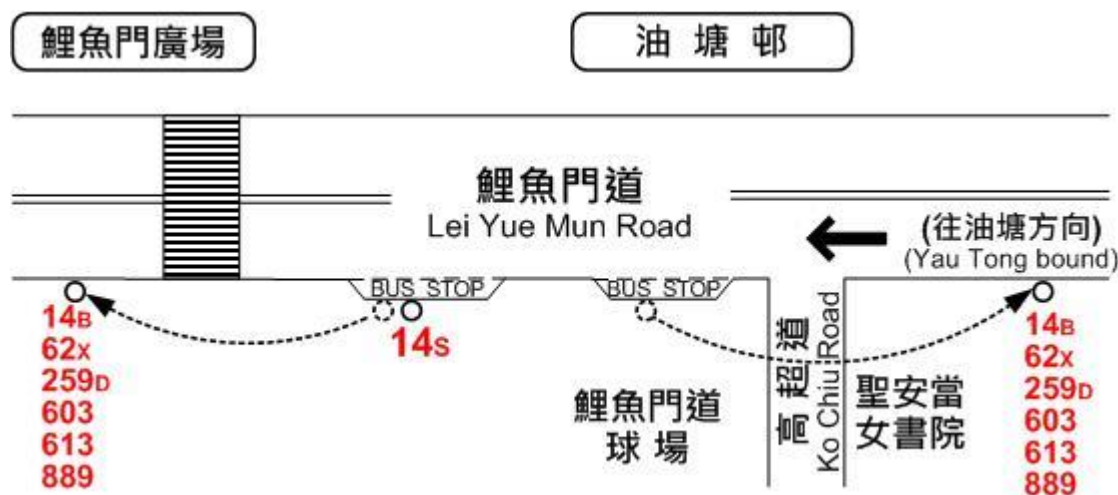 鯉魚門廣場
油塘邨
鯉魚門道
Lei Yue Mun Road
(往油塘方向)
(Yau Tong bound)
BUS STOP
BUS STOP
14B
62X
259D
603
613
889
14S
鯉魚門道
球場
高超道
Ko Chiu Road
聖安當
女書院
14B
62X
259D
603
613
889